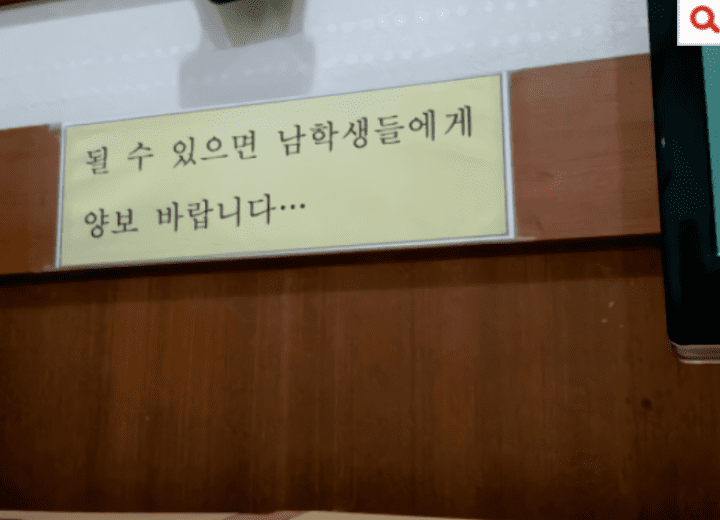 될 수 있으면 남학생들에게
양보 바랍니다…